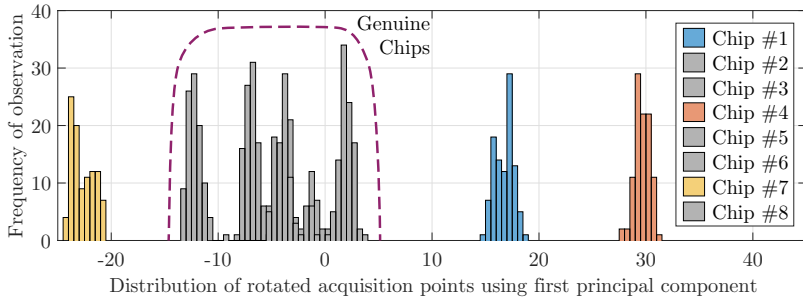 Frequency of observation
40
30
20
10
0
Genuine
Chips
Chip #1
Chip #2
Chip #3
Chip #4
Chip #5
Chip #6
Chip #7
Chip #8
-20
-10
0
10
20
30
40
Distribution of rotated acquisition points using first principal component